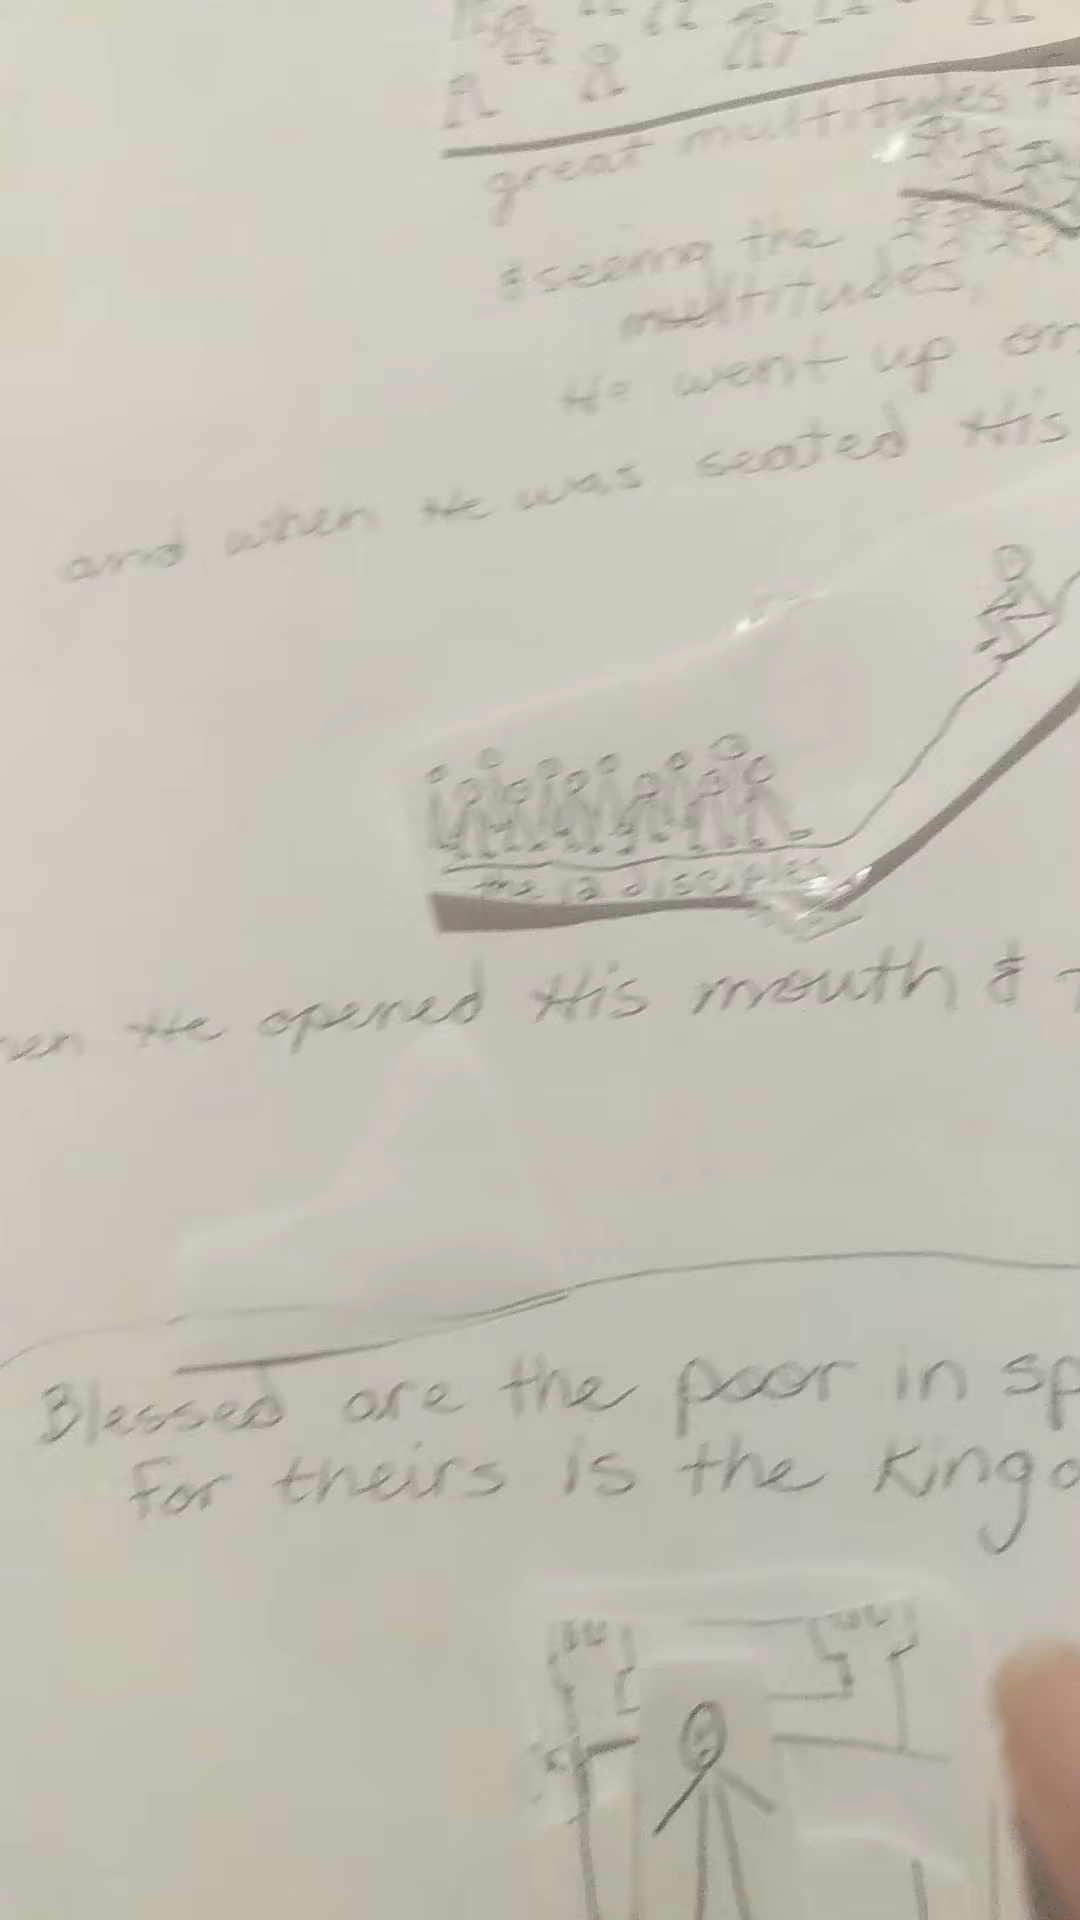 great multitudes
& seeing the
multitudes,
He went up on
and when He was seated His
the 12 disciples
He opened His mouth &
Blessed are the poor in sp
for theirs is the King